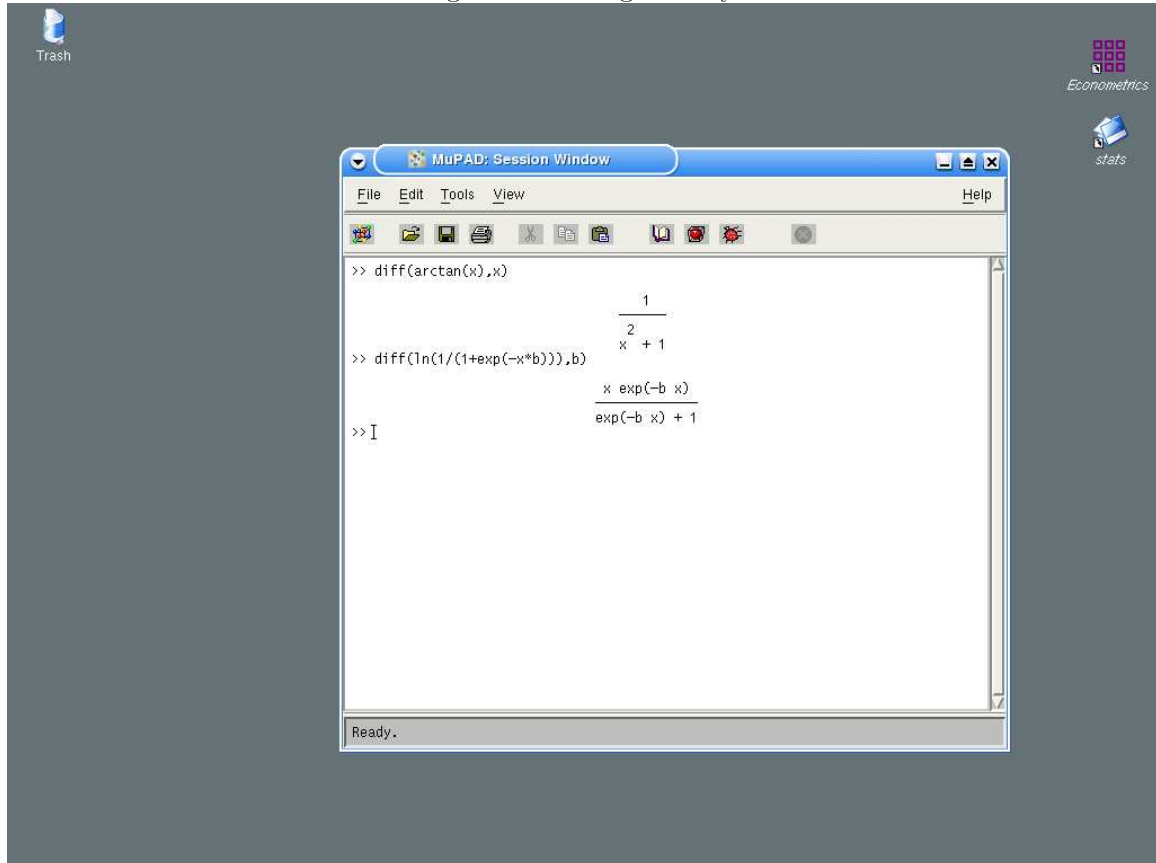 Trash
Econometrics
stats
MuPAD: Session Window
File Edit Tools View Help
>> diff(arctan(x),x)
1
2
x + 1
>> diff(ln(1/(1+exp(-x*b))),b)
x exp(-b x)
exp(-b x) + 1
>>
Ready.